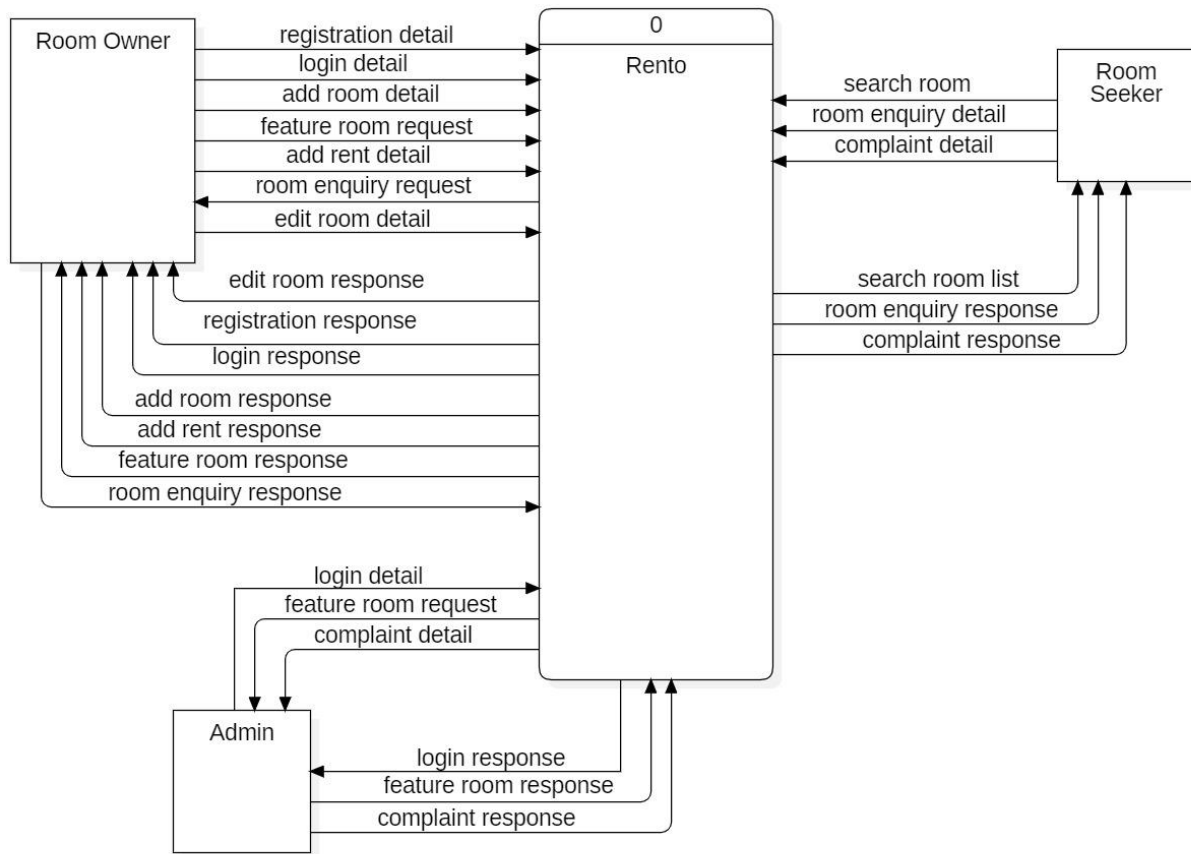 0
Rento
Room Owner
registration detail
login detail
add room detail
feature room request
add rent detail
room enquiry request
edit room detail
edit room response
registration response
login response
add room response
add rent response
feature room response
room enquiry response
Room
Seeker
search room
room enquiry detail
complaint detail
search room list
room enquiry response
complaint response
login detail
feature room request
complaint detail
Admin
login response
feature room response
complaint response